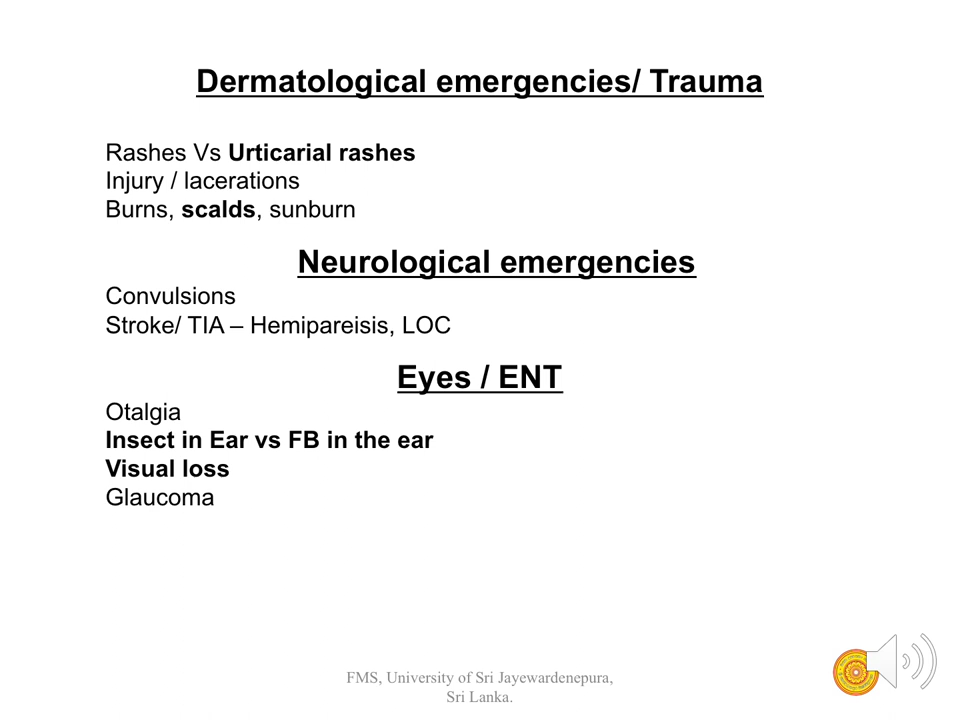 Dermatological emergencies/ Trauma
Rashes Vs Urticarial rashes
Injury / lacerations
Burns, scalds, sunburn
Neurological emergencies
Convulsions
Stroke/ TIA – Hemipareisis, LOC
Eyes / ENT
Otalgia
Insect in Ear vs FB in the ear
Visual loss
Glaucoma
FMS, University of Sri Jayewardenepura,
Sri Lanka.